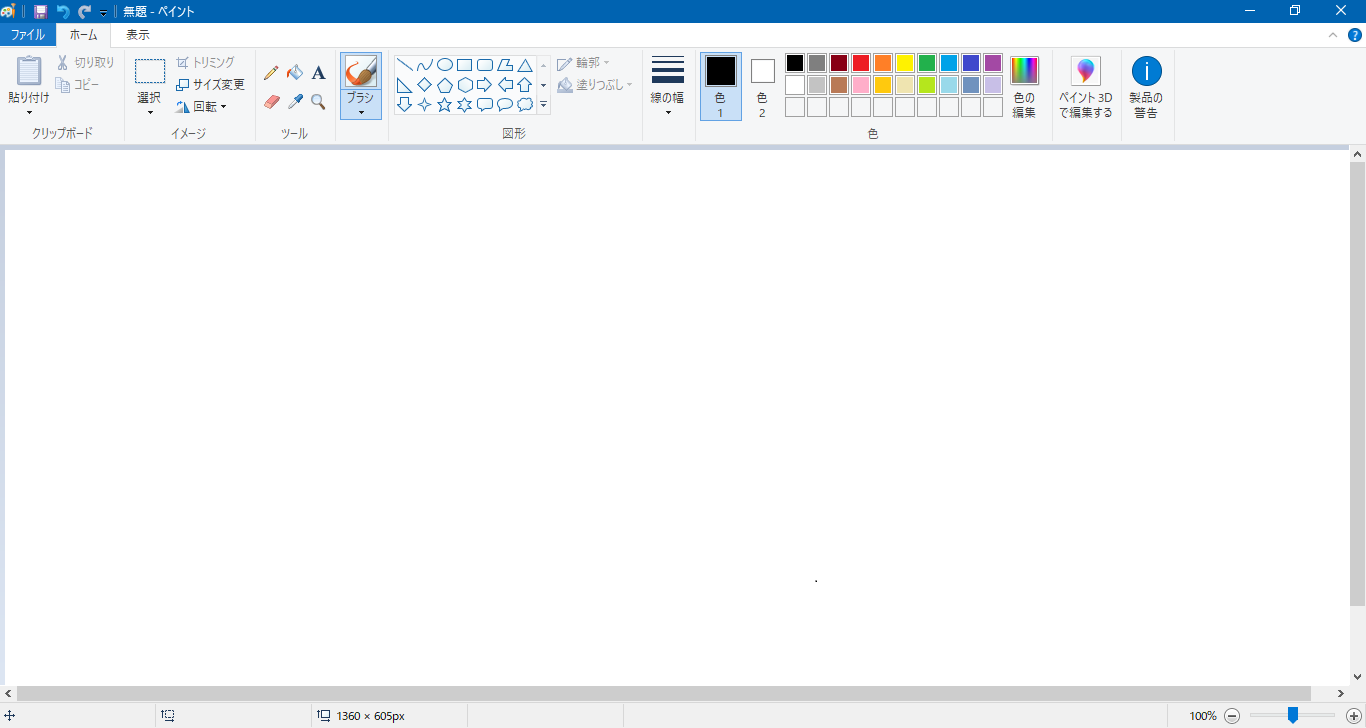 無題 - ペイント
ファイル ホーム 表示
貼り付け
切り取り
コピー
クリップボード
選択
トリミング
サイズ変更
回転
イメージ
A
ツール
ブラシ
図形
輪郭
塗りつぶし
線の幅
色
1
色
2
色の
編集
色
ペイント 3D
で編集する
製品の
警告
1360 × 605px
100%